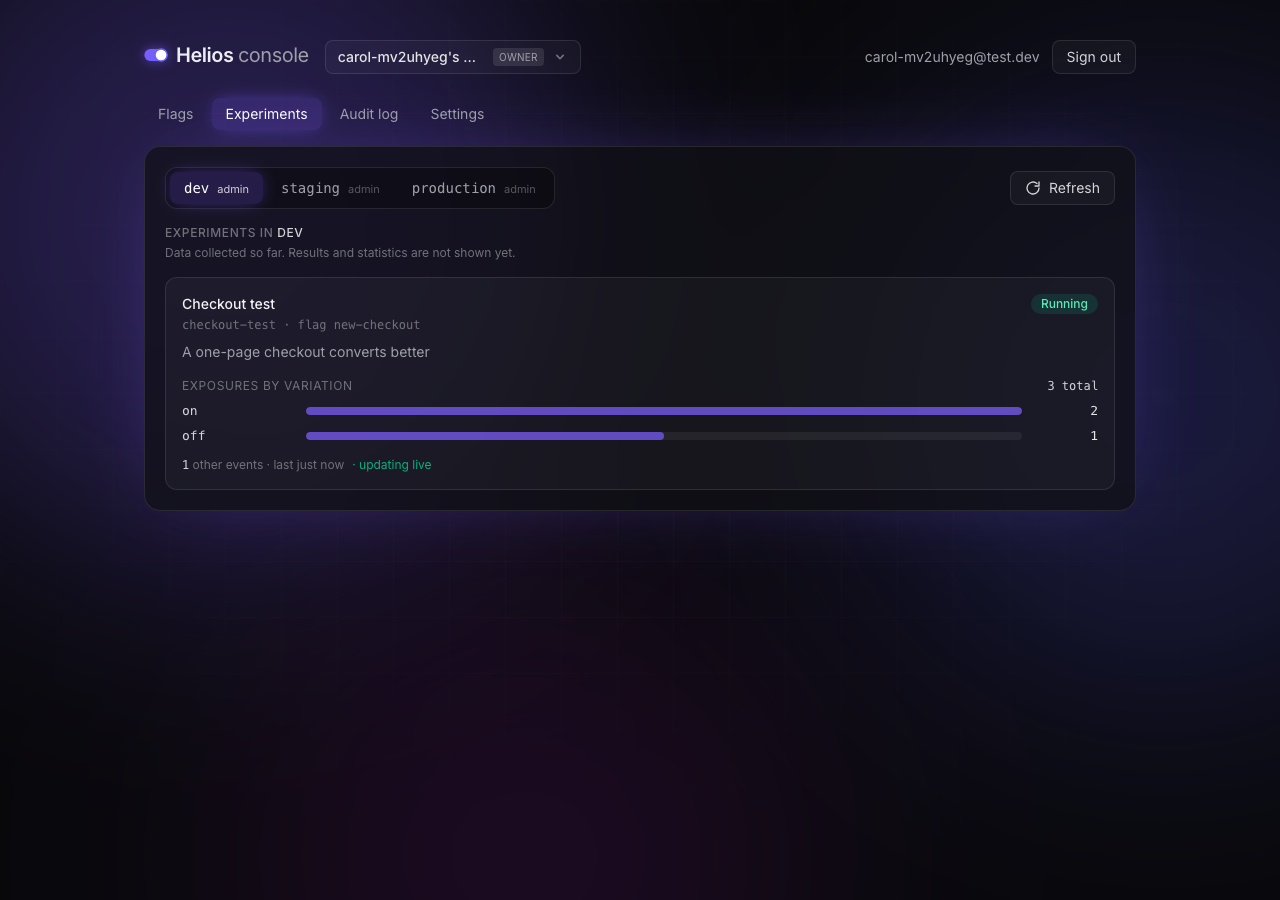 Helios console carol-mv2uhyeg's ... OWNER carol-mv2uhyeg@test.dev Sign out
Flags Experiments Audit log Settings
dev admin staging admin production admin Refresh
EXPERIMENTS IN DEV
Data collected so far. Results and statistics are not shown yet.
Checkout test Running
checkout-test · flag new-checkout
A one-page checkout converts better
EXPOSURES BY VARIATION 3 total
on 2
off 1
1 other events · last just now · updating live